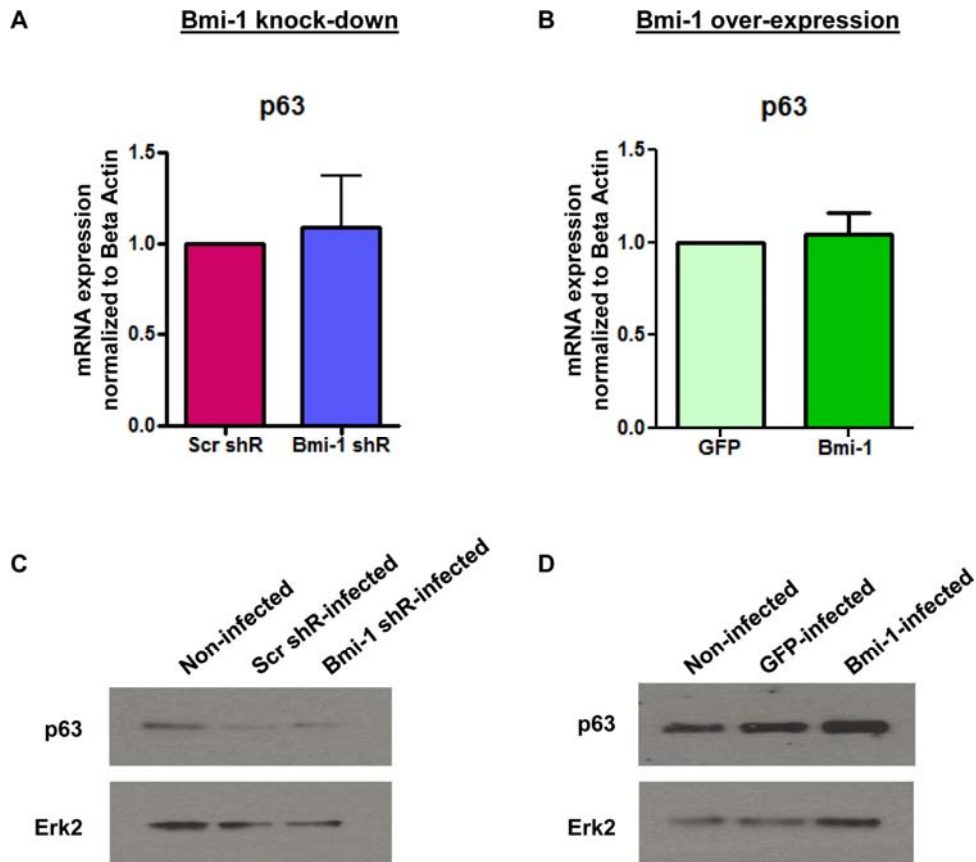 A
Bmi-1 knock-down
p63
mRNA expression
normalized to Beta Actin
1.5
1.0
0.5
0.0
Scr shR
Bmi-1 shR
B
Bmi-1 over-expression
p63
mRNA expression
normalized to Beta Actin
1.5
1.0
0.5
0.0
GFP
Bmi-1
C
Non-infected
Scr shR-infected
Bmi-1 shR-infected
p63
Erk2
D
Non-infected
GFP-infected
Bmi-1-infected
p63
Erk2